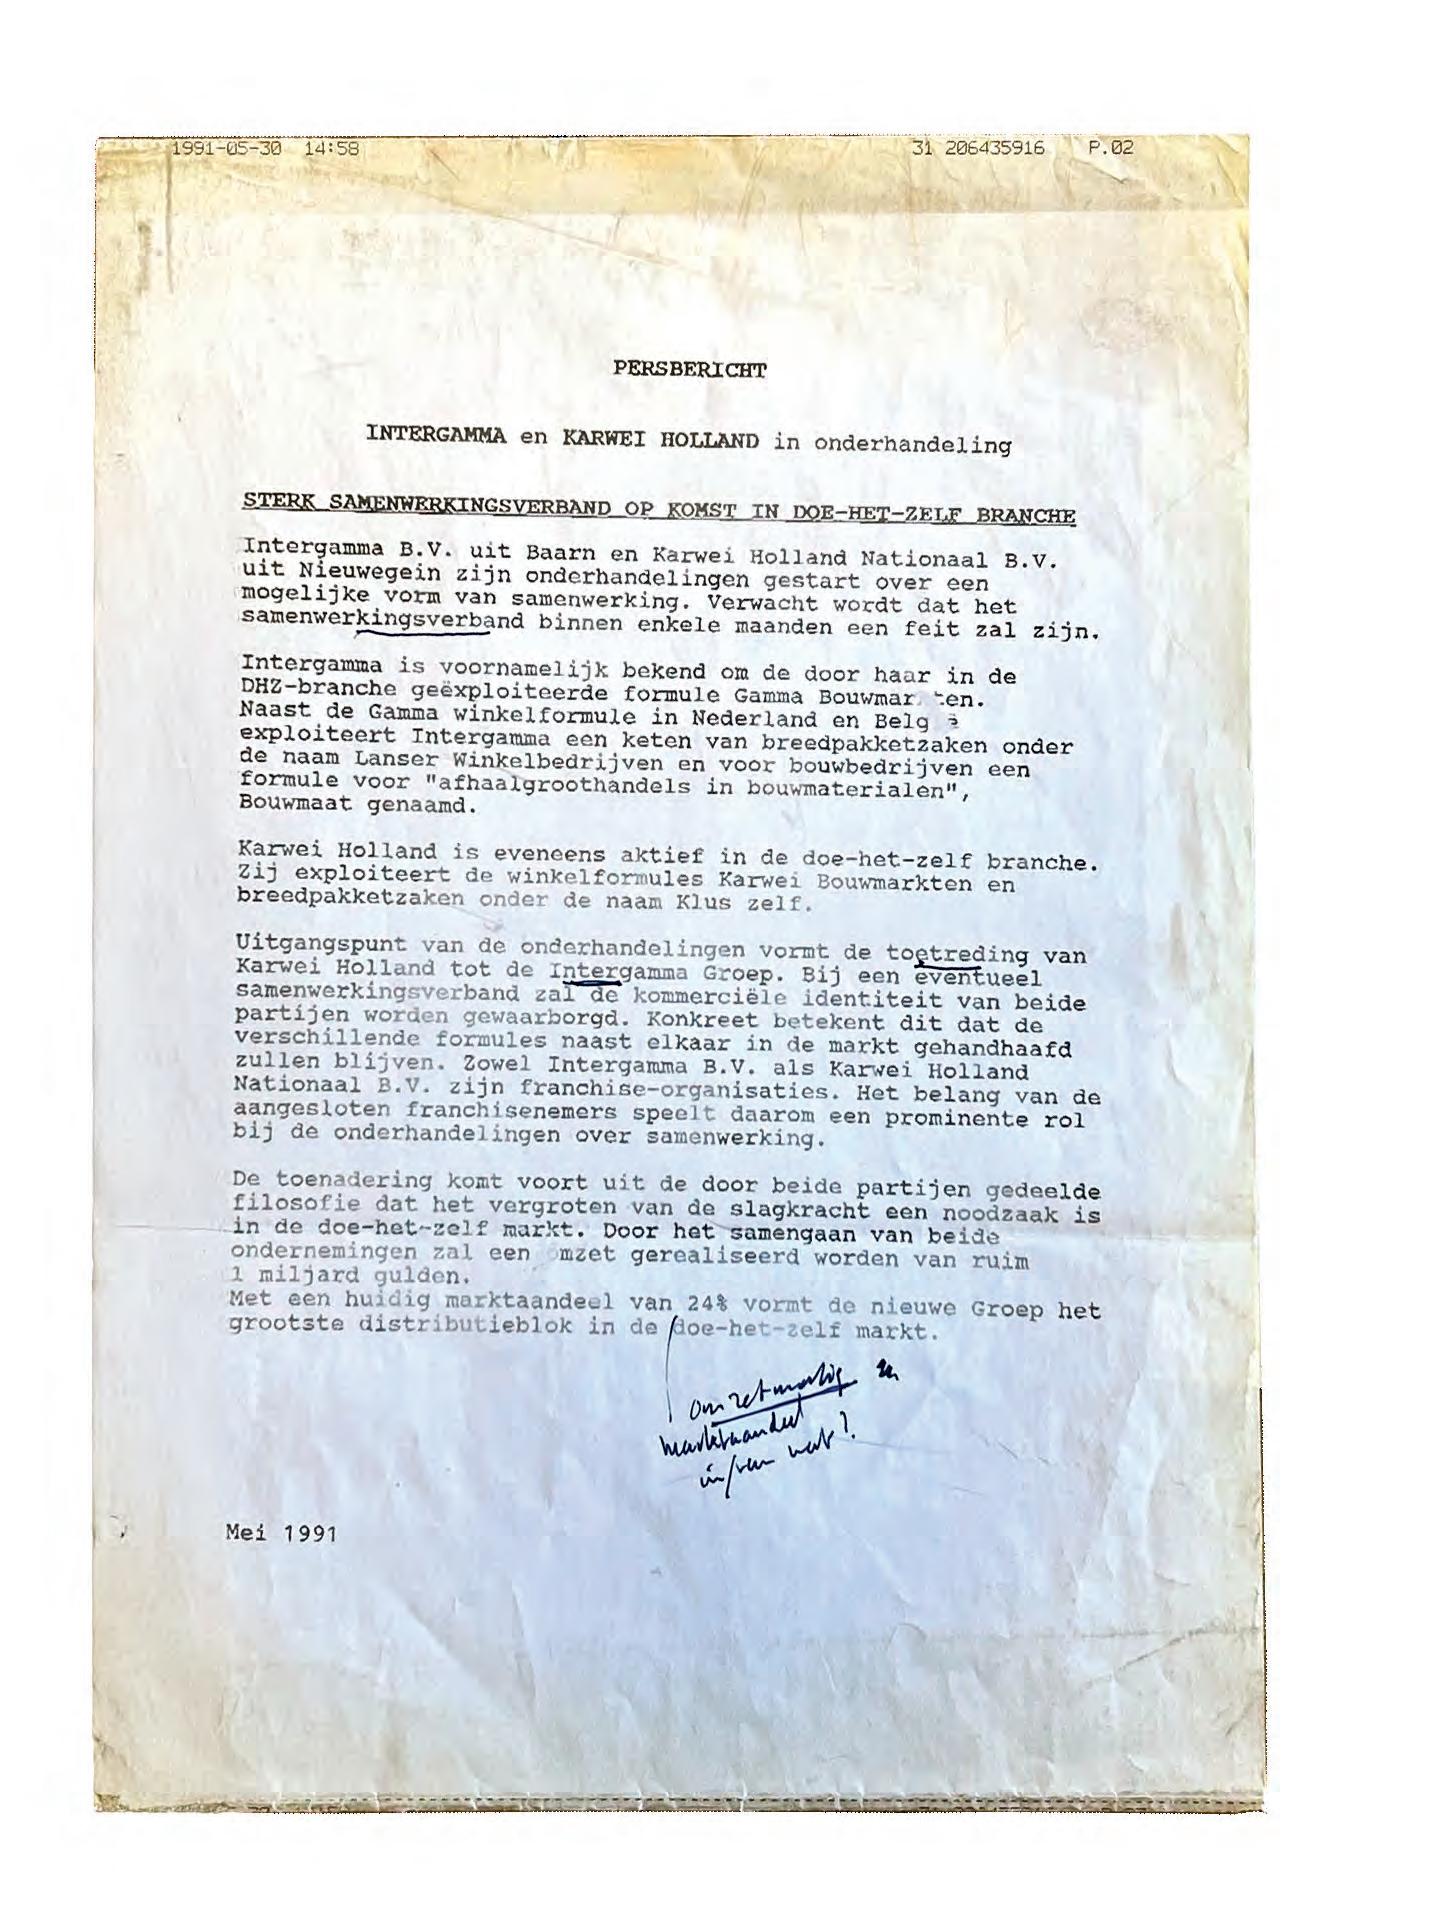 1991-05-30 14:58 31 206435916 P.02
PERSBERICHT
INTERGAMMA en KARWEI HOLLAND in onderhandeling
STERK SAMENWERKINGSVERBAND OP KOMST IN DOE-HET-ZELF BRANCHE
Intergamma B.V. uit Baarn en Karwei Holland Nationaal B.V.
uit Nieuwegein zijn onderhandelingen gestart over een
mogelijke vorm van samenwerking. Verwacht wordt dat het
samenwerkingsverband binnen enkele maanden een feit zal zijn.
Intergamma is voornamelijk bekend om de door haar in de
DHZ-branche geëxploiteerde formule Gamma Bouwmar ten.
Naast de Gamma winkelformule in Nederland en Belg ë
exploiteert Intergamma een keten van breedpakketzaken onder
de naam Lanser Winkelbedrijven en voor bouwbedrijven een
formule voor "afhaalgroothandels in bouwmaterialen",
Bouwmaat genaamd.
Karwei Holland is eveneens aktief in de doe-het-zelf branche.
Zij exploiteert de winkelformules Karwei Bouwmarkten en
breedpakketzaken onder de naam Klus zelf.
Uitgangspunt van de onderhandelingen vormt de toetreding van
Karwei Holland tot de Intergamma Groep. Bij een eventueel
samenwerkingsverband zal de kommerciële identiteit van beide
partijen worden gewaarborgd. Konkreet betekent dit dat de
verschillende formules naast elkaar in de markt gehandhaafd
zullen blijven. Zowel Intergamma B.V. als Karwei Holland
Nationaal B.V. zijn franchise-organisaties. Het belang van de
aangesloten franchisenemers speelt daarom een prominente rol
bij de onderhandelingen over samenwerking.
De toenadering komt voort uit de door beide partijen gedeelde
filosofie dat het vergroten van de slagkracht een noodzaak is
in de doe-het-zelf markt. Door het samengaan van beide
ondernemingen zal een omzet gerealiseerd worden van ruim
1 miljard gulden.
Met een huidig marktaandeel van 24% vormt de nieuwe Groep het
grootste distributieblok in de doe-het-zelf markt.
omzetmatig
marktaandeel
in/van wat?
Mei 1991